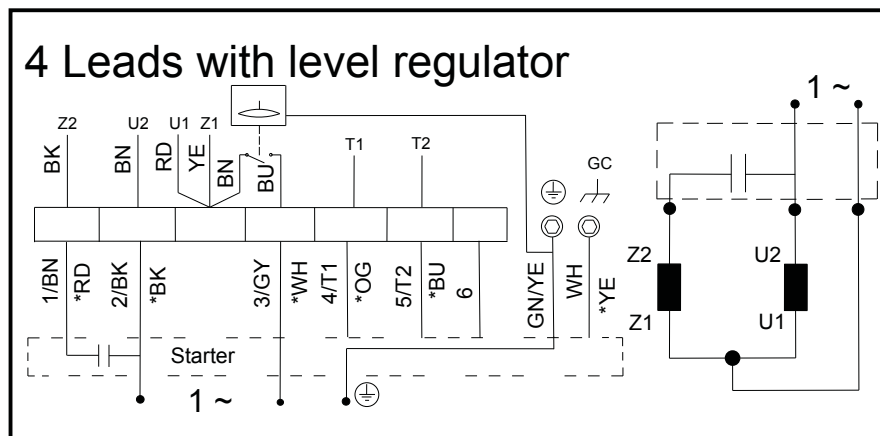 4 Leads with level regulator
1 ~
Z2 U2 U1 Z1 T1 T2
BK BN RD YE BN BU
GC
1/BN *RD 2/BK *BK 3/GY *WH 4/T1 *OG 5/T2 *BU 6 GN/YE WH *YE
Z2 U2
Z1 U1
Starter
1 ~